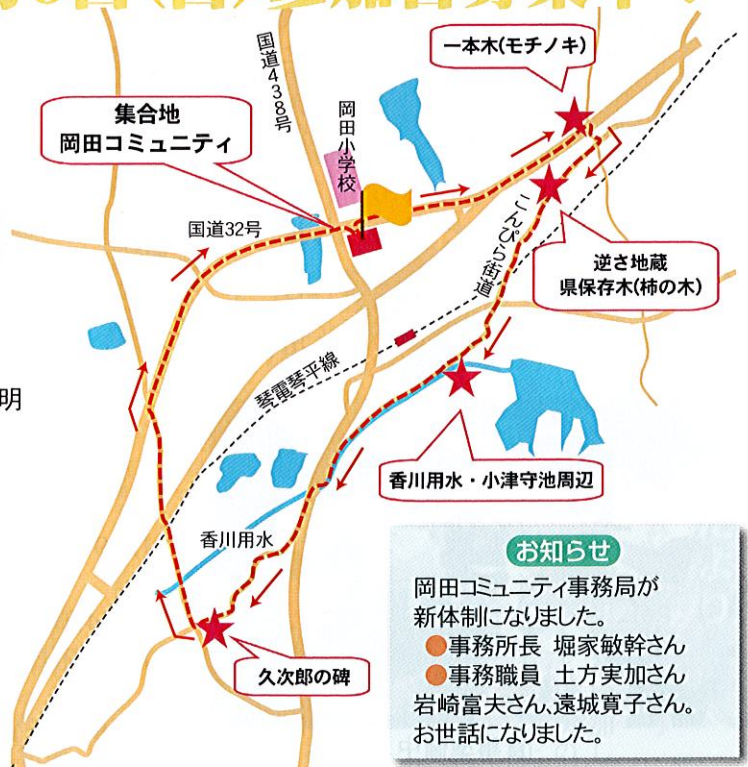 一本木(モチノキ)
国道438号
集合地
岡田コミュニティ
岡田小学校
国道32号
こんぴら街道
逆さ地蔵
県保存木(柿の木)
明
琴電琴平線
香川用水・小津守池周辺
香川用水
久次郎の碑
お知らせ
岡田コミュニティ事務局が
新体制になりました。
●事務所長 堀家敏幹さん
●事務職員 土方実加さん
岩崎富夫さん、遠城寛子さん。
お世話になりました。